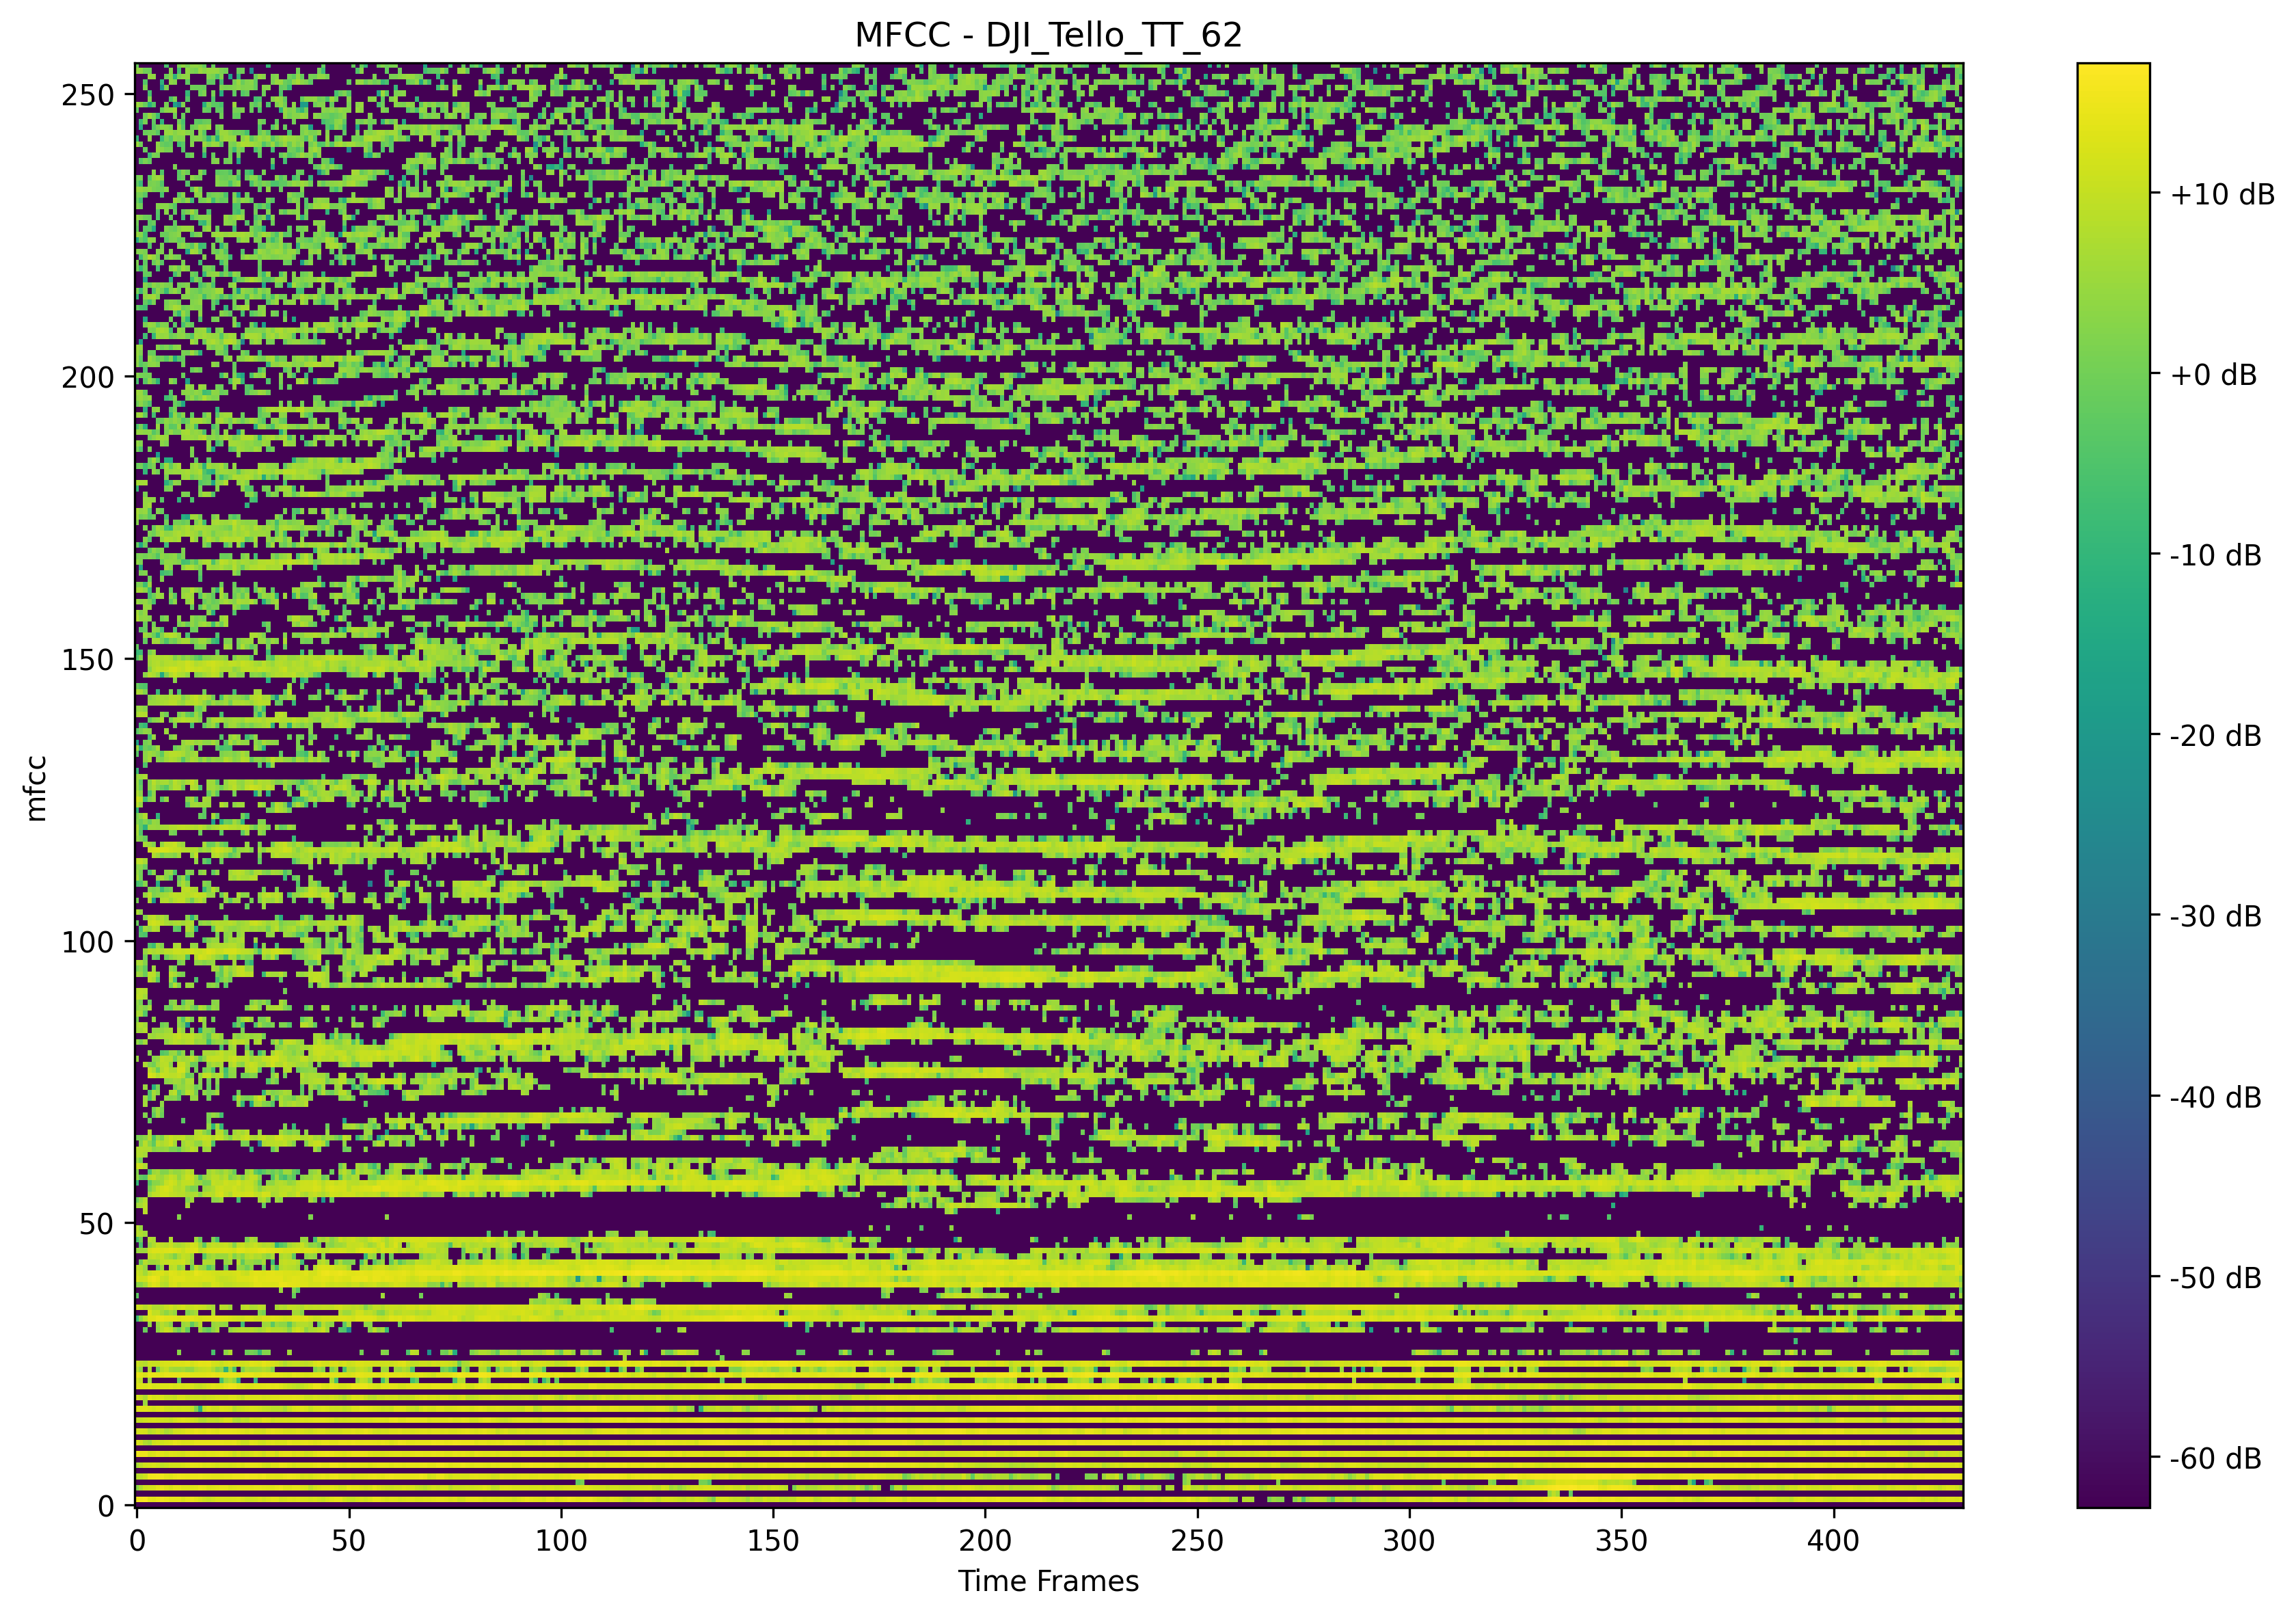 MFCC - DJI_Tello_TT_62
250
200
150
100
50
0
mfcc
0 50 100 150 200 250 300 350 400
Time Frames
+10 dB
+0 dB
-10 dB
-20 dB
-30 dB
-40 dB
-50 dB
-60 dB